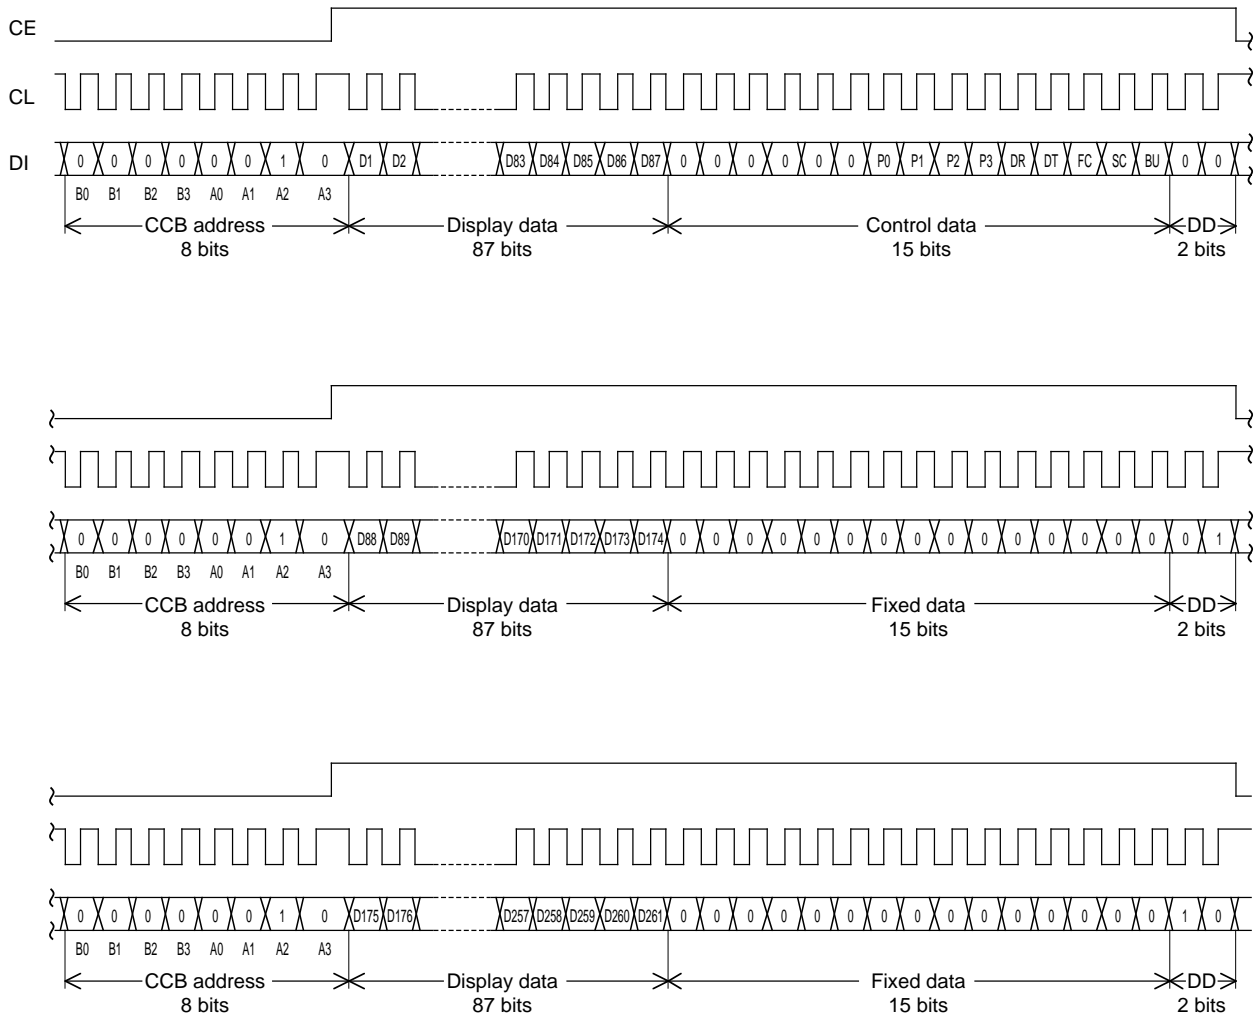 CE
CL
DI 0 0 0 0 0 0 1 0 D1 D2 D83 D84 D85 D86 D87 0 0 0 0 0 0 P0 P1 P2 P3 DR DT FC SC BU 0 0
B0 B1 B2 B3 A0 A1 A2 A3
CCB address Display data Control data DD
8 bits 87 bits 15 bits 2 bits
0 0 0 0 0 0 1 0 D88 D89 D170 D171 D172 D173 D174 0 0 0 0 0 0 0 0 0 0 0 0 0 0 0 0 1
B0 B1 B2 B3 A0 A1 A2 A3
CCB address Display data Fixed data DD
8 bits 87 bits 15 bits 2 bits
0 0 0 0 0 0 1 0 D175 D176 D257 D258 D259 D260 D261 0 0 0 0 0 0 0 0 0 0 0 0 0 0 0 1 0
B0 B1 B2 B3 A0 A1 A2 A3
CCB address Display data Fixed data DD
8 bits 87 bits 15 bits 2 bits